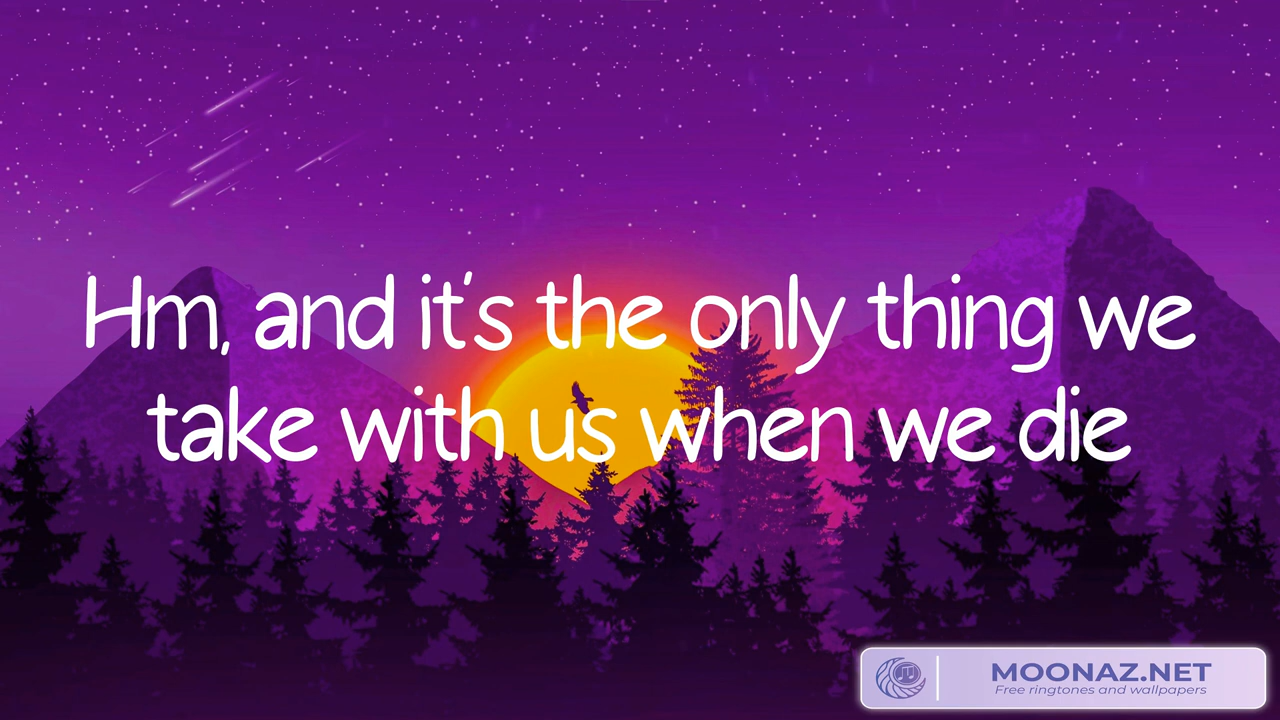 Hm, and it's the only thing we
take with us when we die
MOONAZ.NET
Free ringtones and wallpapers